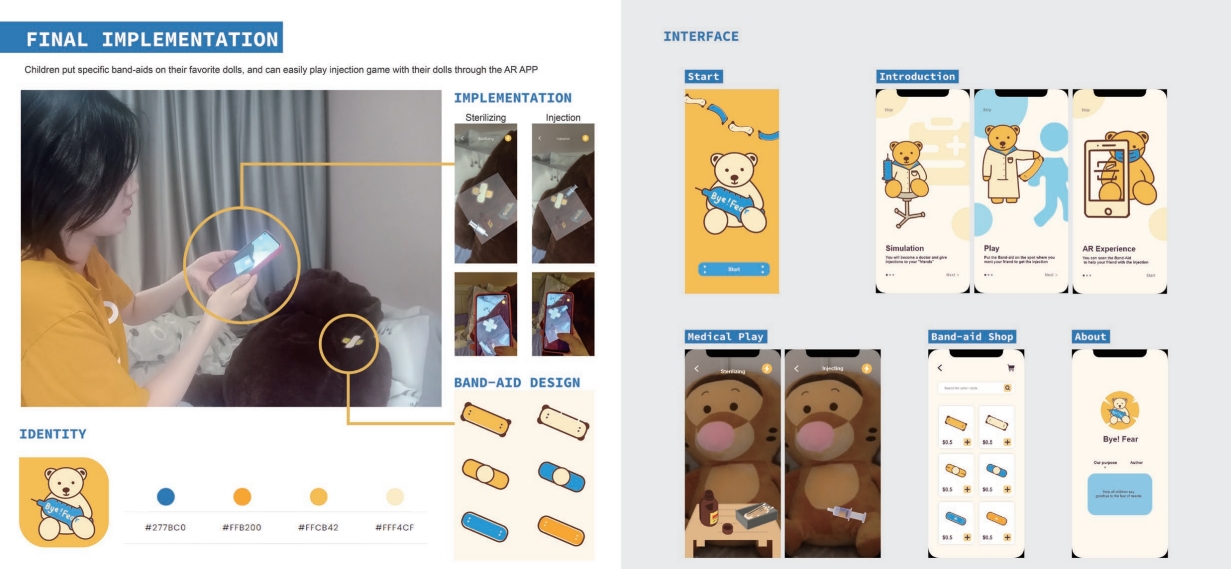 FINAL IMPLEMENTATION
Children put specific band-aids on their favorite dolls, and can easily play injection game with their dolls through the AR APP
IMPLEMENTATION
Sterilizing
Injection
BAND-AID DESIGN
IDENTITY
Bye!Fear
#277BC0
#FFB200
#FFCB42
#FFF4CF
INTERFACE
Start
Bye!Fear
Start
Introduction
Skip
Simulation
You will become a doctor and give
injections to your "friends"
Next >
Skip
Play
Put the Band-aid on the spot where you
want your friend to get the injection
Next >
Skip
AR Experience
You can scan the Band-Aid
to help your friend with the injection
Start
Medical Play
Sterilizing
Injecting
Band-aid Shop
$0.5
$0.5
$0.5
$0.5
$0.5
$0.5
About
Bye! Fear
Our purpose
Author